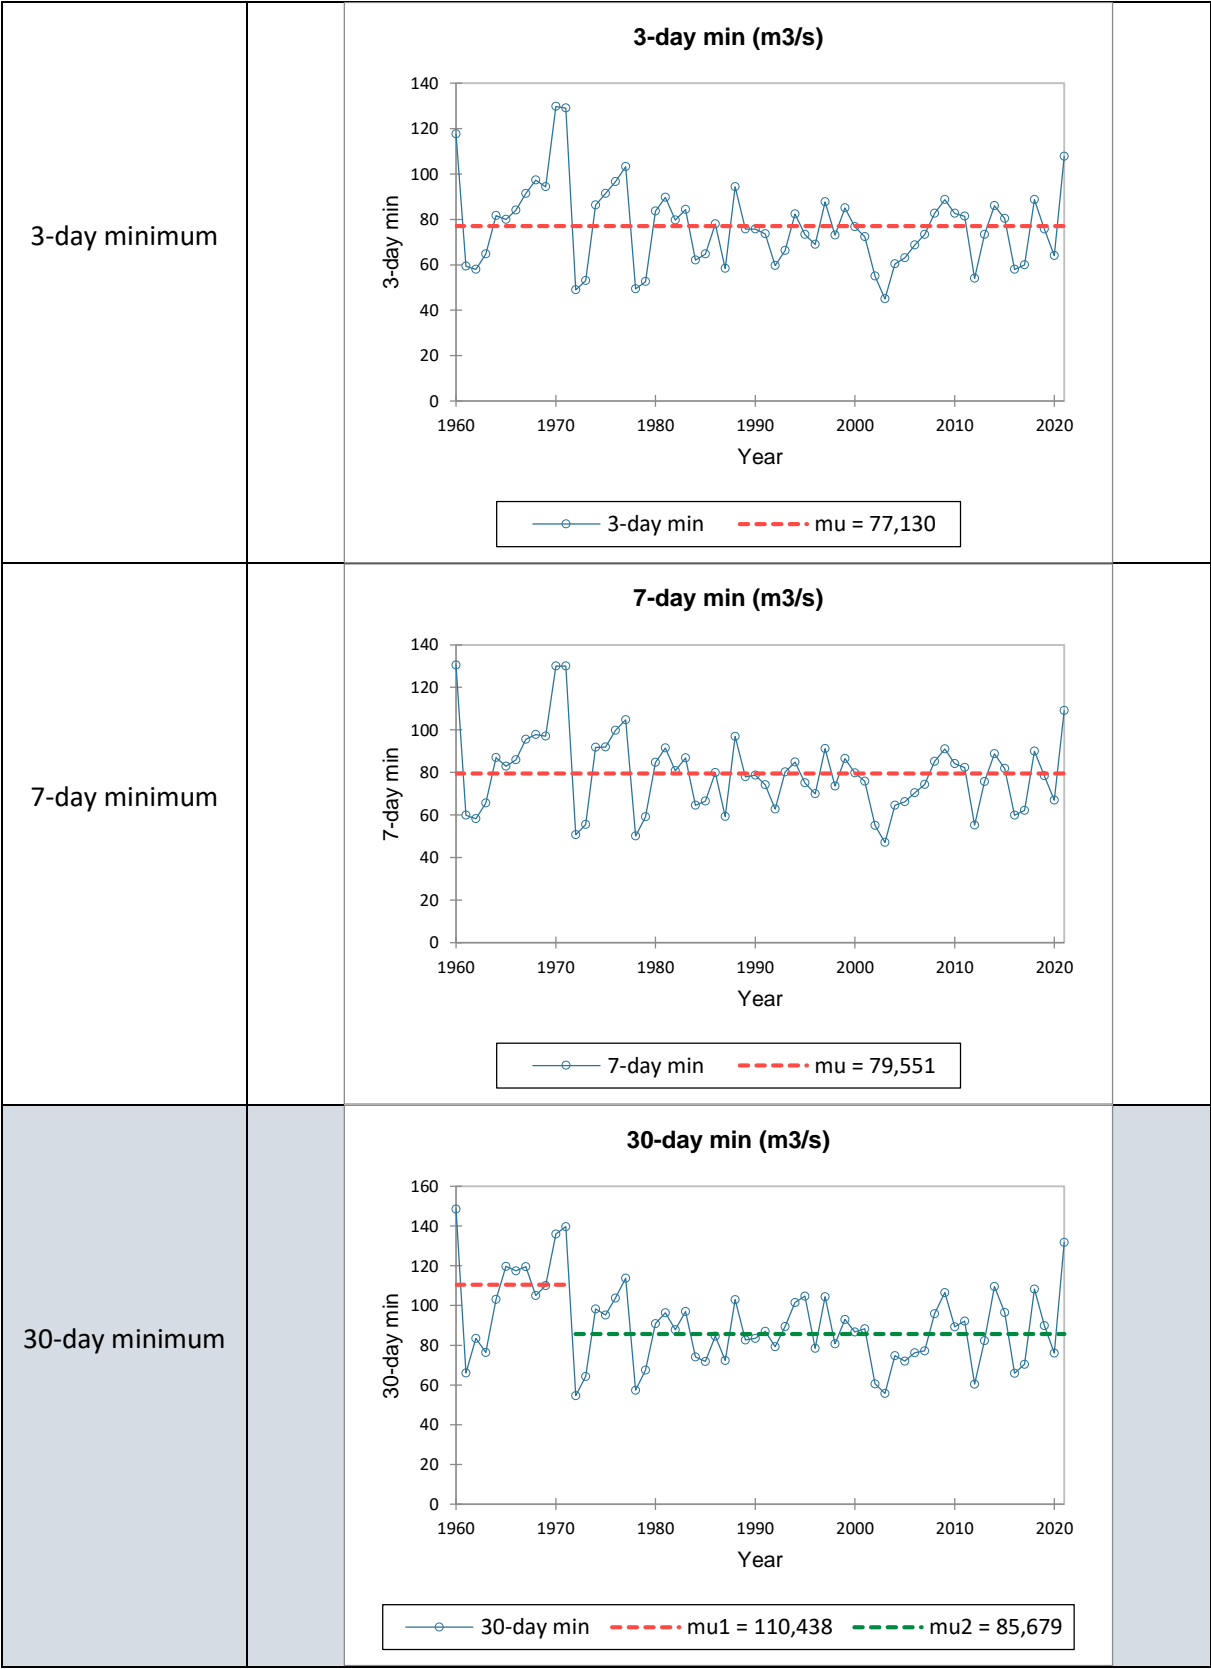 3-day minimum
3-day min (m3/s)
140
120
100
80
60
40
20
0
3-day min
1960 1970 1980 1990 2000 2010 2020
Year
3-day min mu = 77,130
7-day minimum
7-day min (m3/s)
140
120
100
80
60
40
20
0
7-day min
1960 1970 1980 1990 2000 2010 2020
Year
7-day min mu = 79,551
30-day minimum
30-day min (m3/s)
160
140
120
100
80
60
40
20
0
30-day min
1960 1970 1980 1990 2000 2010 2020
Year
30-day min mu1 = 110,438 mu2 = 85,679